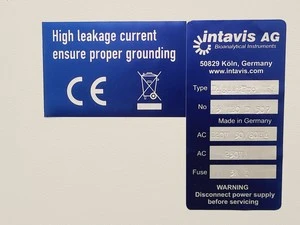 High leakage current
ensure proper grounding
CE
intavis AG
Bioanalytical Instruments
50829 Köln, Germany
www.intavis.com
Type
No
Made in Germany
AC
AC
Fuse
WARNING
Disconnect power supply
before servicing